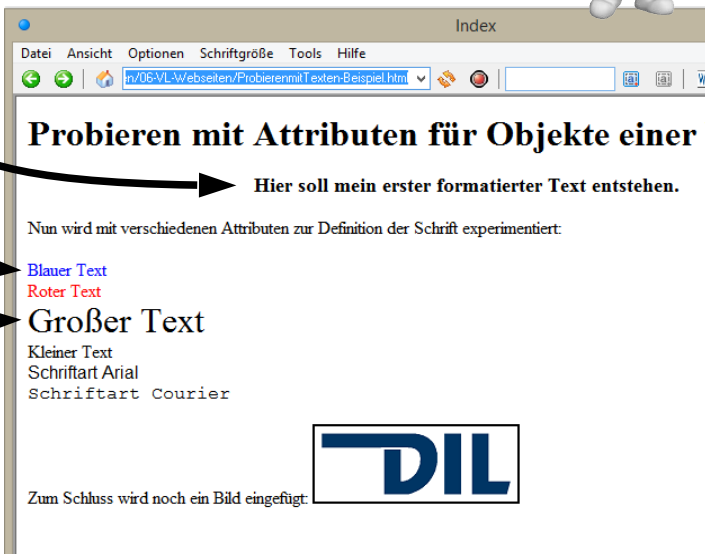 Index
Datei Ansicht Optionen Schriftgröße Tools Hilfe
n/06-VL-Webseiten/ProbierenmitTexten-Beispiel.htm
Probieren mit Attributen für Objekte einer
Hier soll mein erster formatierter Text entstehen.
Nun wird mit verschiedenen Attributen zur Definition der Schrift experimentiert:
Blauer Text
Roter Text
Großer Text
Kleiner Text
Schriftart Arial
Schriftart Courier
DIL
Zum Schluss wird noch ein Bild eingefügt: